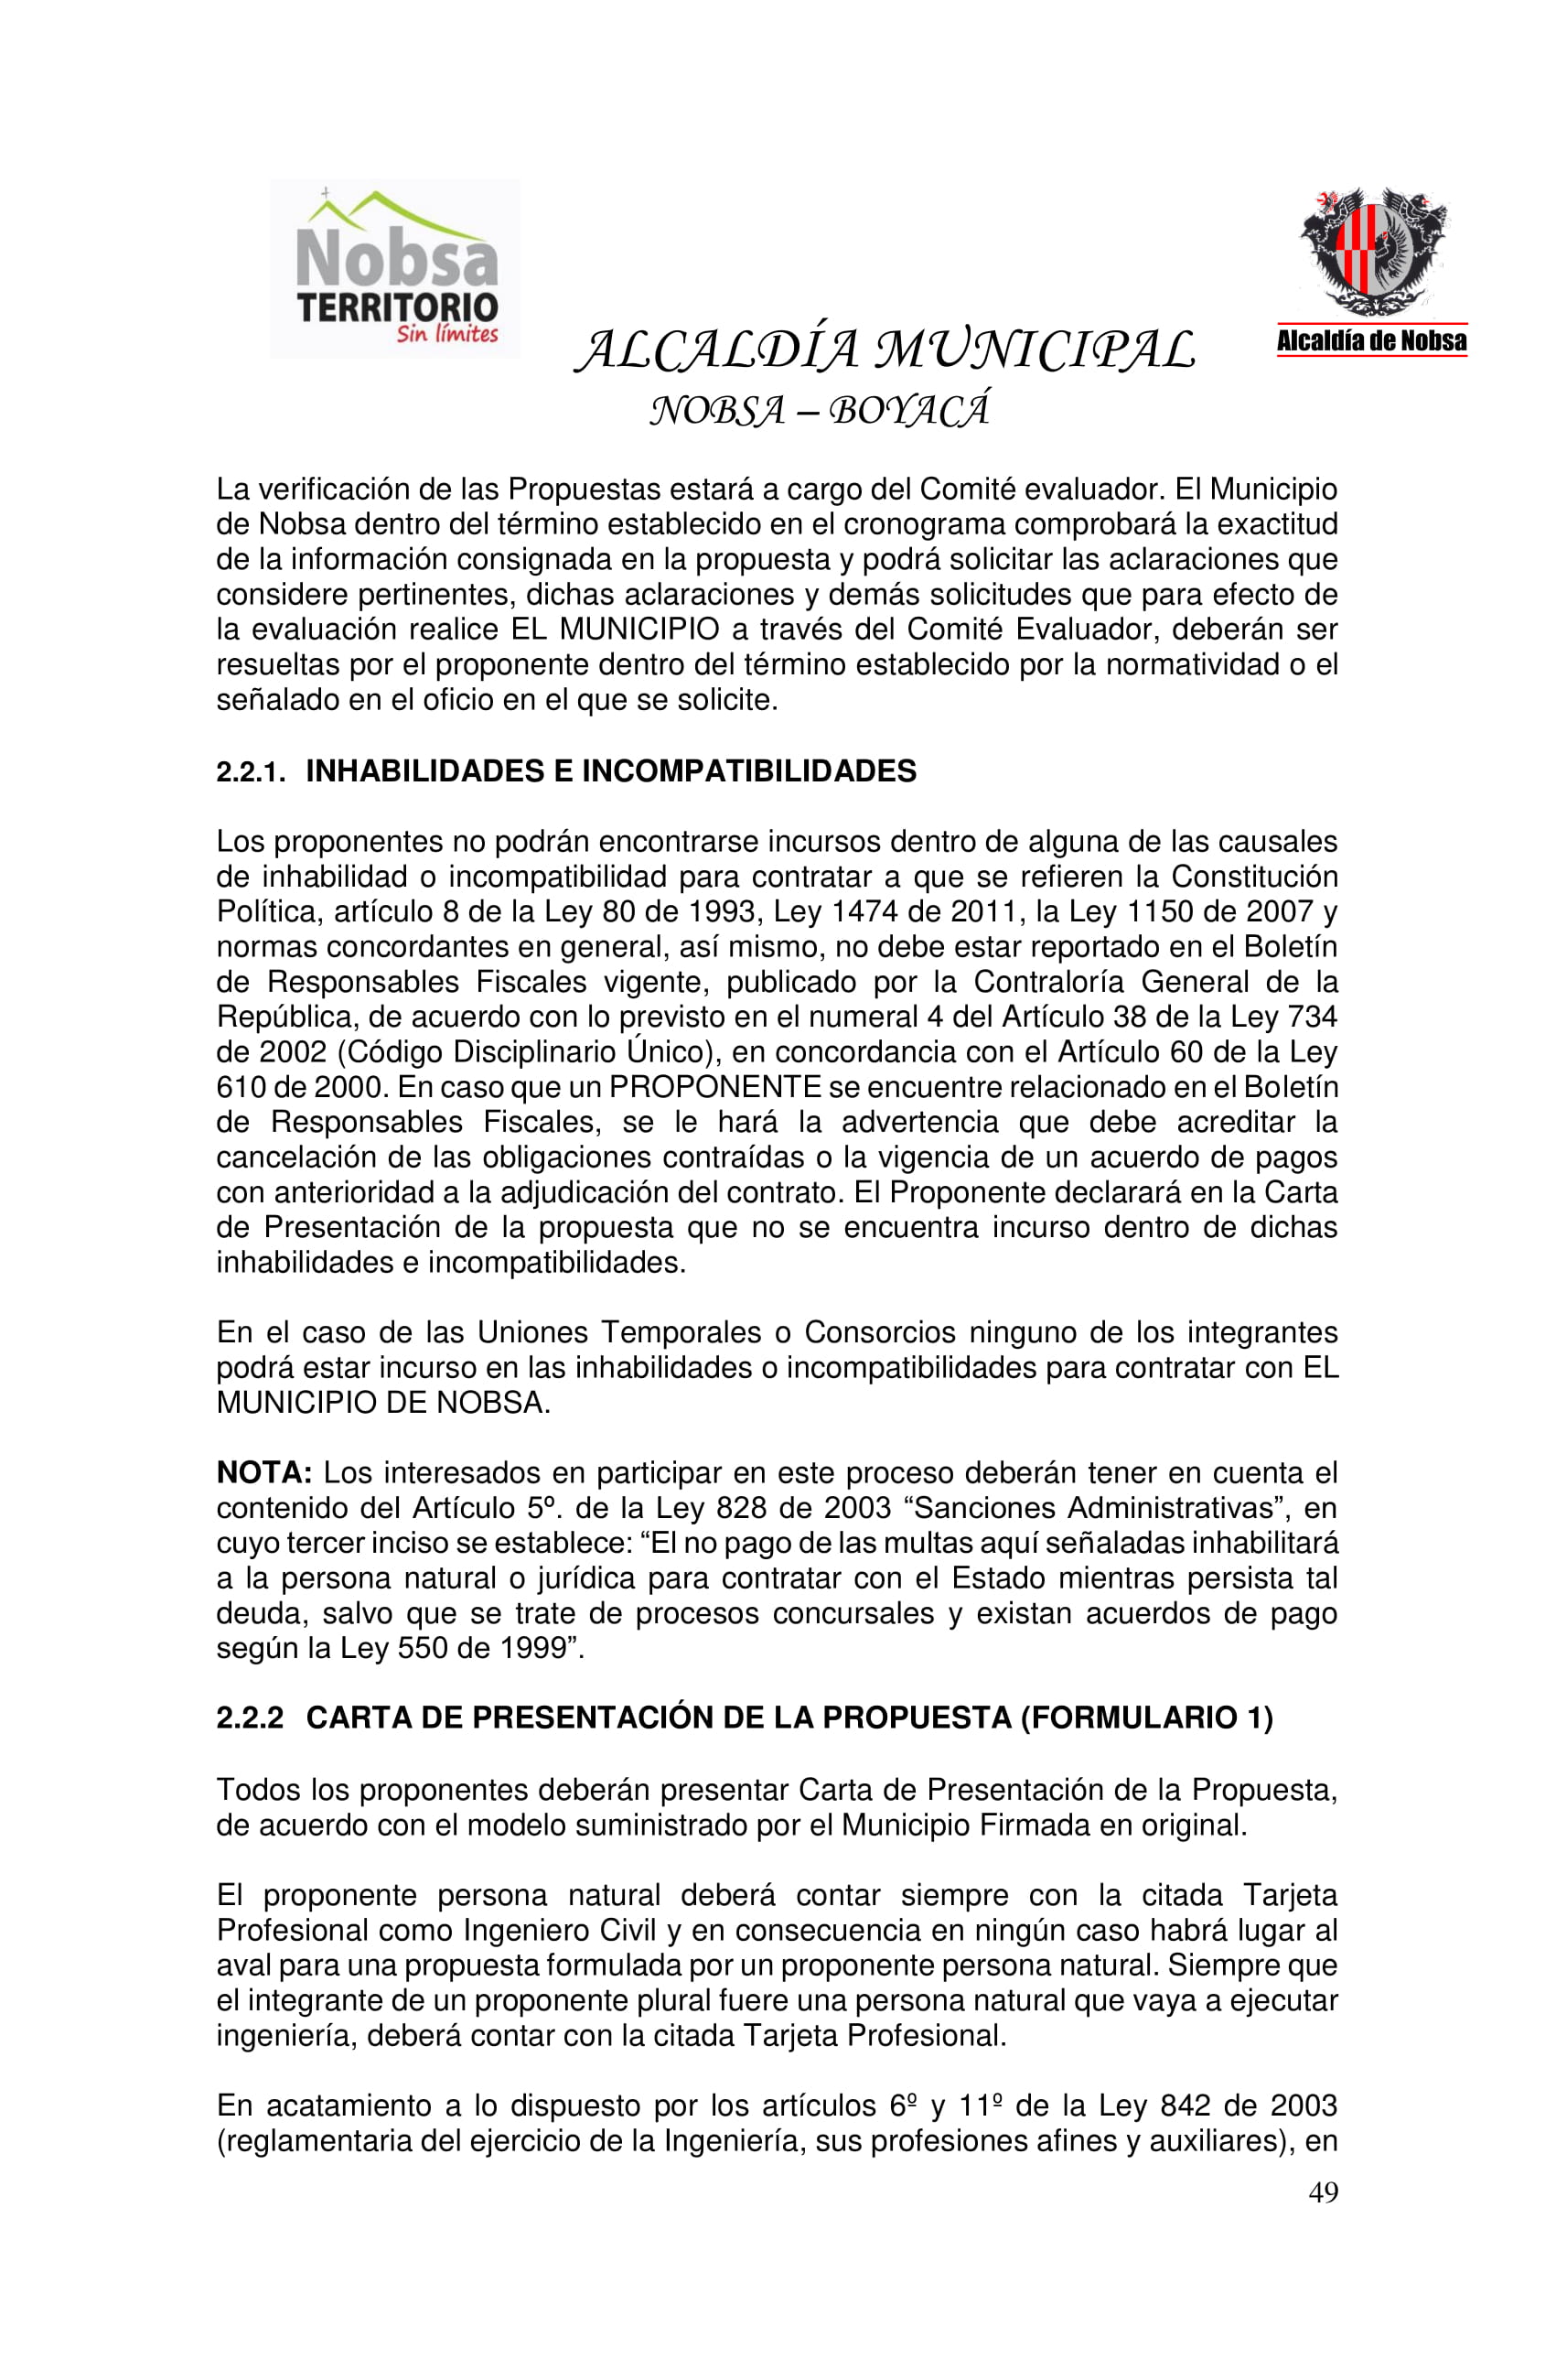 Nobsa
TERRITORIO
Sin límites
Alcaldía de Nobsa
ALCALDÍA MUNICIPAL
NOBSA – BOYACÁ
La verificación de las Propuestas estará a cargo del Comité evaluador. El Municipio
de Nobsa dentro del término establecido en el cronograma comprobará la exactitud
de la información consignada en la propuesta y podrá solicitar las aclaraciones que
considere pertinentes, dichas aclaraciones y demás solicitudes que para efecto de
la evaluación realice EL MUNICIPIO a través del Comité Evaluador, deberán ser
resueltas por el proponente dentro del término establecido por la normatividad o el
señalado en el oficio en el que se solicite.
2.2.1. INHABILIDADES E INCOMPATIBILIDADES
Los proponentes no podrán encontrarse incursos dentro de alguna de las causales
de inhabilidad o incompatibilidad para contratar a que se refieren la Constitución
Política, artículo 8 de la Ley 80 de 1993, Ley 1474 de 2011, la Ley 1150 de 2007 y
normas concordantes en general, así mismo, no debe estar reportado en el Boletín
de Responsables Fiscales vigente, publicado por la Contraloría General de la
República, de acuerdo con lo previsto en el numeral 4 del Artículo 38 de la Ley 734
de 2002 (Código Disciplinario Único), en concordancia con el Artículo 60 de la Ley
610 de 2000. En caso que un PROPONENTE se encuentre relacionado en el Boletín
de Responsables Fiscales, se le hará la advertencia que debe acreditar la
cancelación de las obligaciones contraídas o la vigencia de un acuerdo de pagos
con anterioridad a la adjudicación del contrato. El Proponente declarará en la Carta
de Presentación de la propuesta que no se encuentra incurso dentro de dichas
inhabilidades e incompatibilidades.
En el caso de las Uniones Temporales o Consorcios ninguno de los integrantes
podrá estar incurso en las inhabilidades o incompatibilidades para contratar con EL
MUNICIPIO DE NOBSA.
NOTA: Los interesados en participar en este proceso deberán tener en cuenta el
contenido del Artículo 5º. de la Ley 828 de 2003 “Sanciones Administrativas”, en
cuyo tercer inciso se establece: “El no pago de las multas aquí señaladas inhabilitará
a la persona natural o jurídica para contratar con el Estado mientras persista tal
deuda, salvo que se trate de procesos concursales y existan acuerdos de pago
según la Ley 550 de 1999”.
2.2.2 CARTA DE PRESENTACIÓN DE LA PROPUESTA (FORMULARIO 1)
Todos los proponentes deberán presentar Carta de Presentación de la Propuesta,
de acuerdo con el modelo suministrado por el Municipio Firmada en original.
El proponente persona natural deberá contar siempre con la citada Tarjeta
Profesional como Ingeniero Civil y en consecuencia en ningún caso habrá lugar al
aval para una propuesta formulada por un proponente persona natural. Siempre que
el integrante de un proponente plural fuere una persona natural que vaya a ejecutar
ingeniería, deberá contar con la citada Tarjeta Profesional.
En acatamiento a lo dispuesto por los artículos 6º y 11º de la Ley 842 de 2003
(reglamentaria del ejercicio de la Ingeniería, sus profesiones afines y auxiliares), en
49